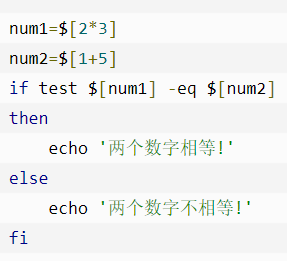 num1=$[2*3]
num2=$[1+5]
if test $[num1] -eq $[num2]
then
    echo '两个数字相等!'
else
    echo '两个数字不相等!'
fi